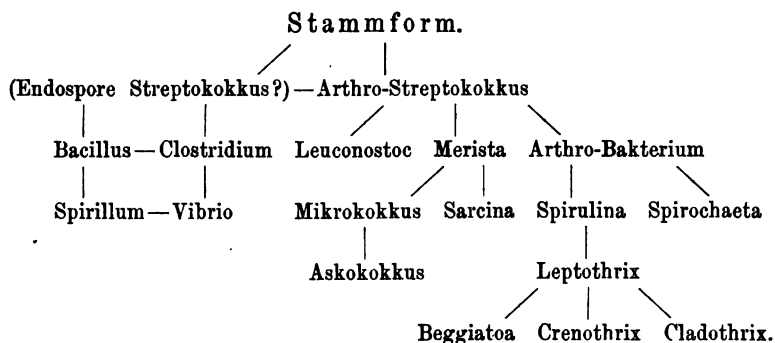 Stammform.
(Endospore Streptokokkus?)—Arthro-Streptokokkus
Bacillus—Clostridium Leuconostoc Merista Arthro-Bakterium
Spirillum—Vibrio Mikrokokkus Sarcina Spirulina Spirochaeta
Askokokkus Leptothrix
Beggiatoa Crenothrix Cladothrix.